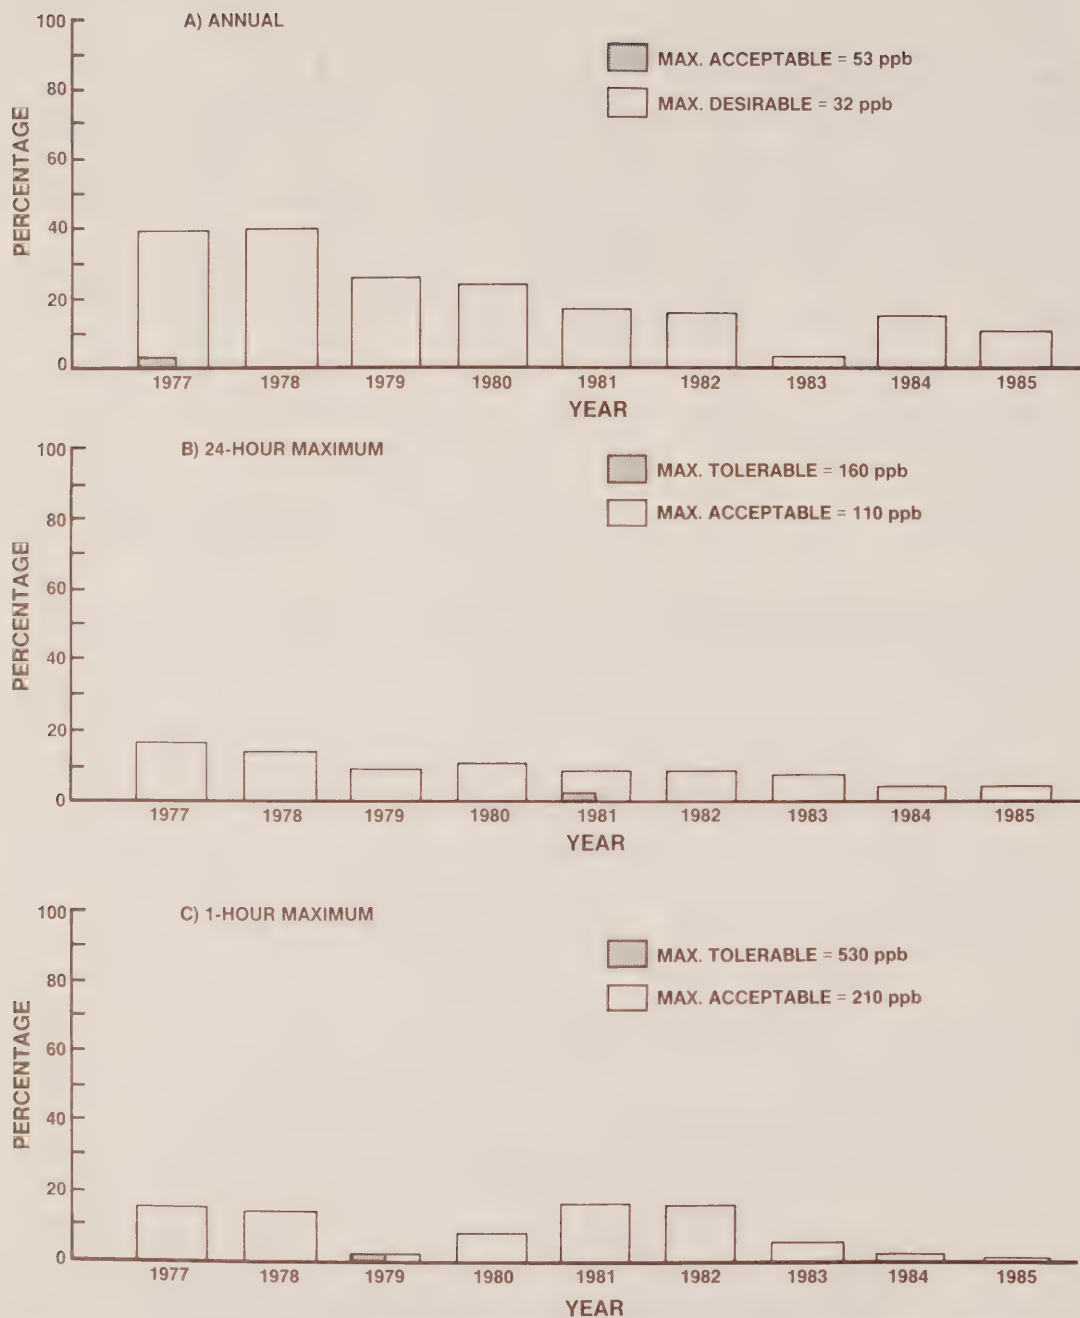 A) ANNUAL
100
80
60
40
20
0
PERCENTAGE
MAX. ACCEPTABLE = 53 ppb
MAX. DESIRABLE = 32 ppb
1977 1978 1979 1980 1981 1982 1983 1984 1985
YEAR
B) 24-HOUR MAXIMUM
100
80
60
40
20
0
PERCENTAGE
MAX. TOLERABLE = 160 ppb
MAX. ACCEPTABLE = 110 ppb
1977 1978 1979 1980 1981 1982 1983 1984 1985
YEAR
C) 1-HOUR MAXIMUM
100
80
60
40
20
0
PERCENTAGE
MAX. TOLERABLE = 530 ppb
MAX. ACCEPTABLE = 210 ppb
1977 1978 1979 1980 1981 1982 1983 1984 1985
YEAR